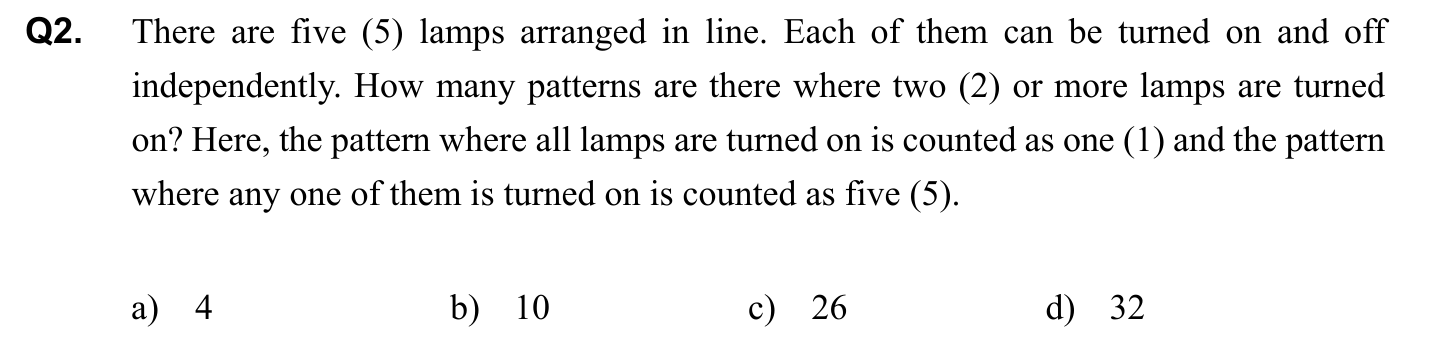 Q2. There are five (5) lamps arranged in line. Each of them can be turned on and off
independently. How many patterns are there where two (2) or more lamps are turned
on? Here, the pattern where all lamps are turned on is counted as one (1) and the pattern
where any one of them is turned on is counted as five (5).
a) 4 b) 10 c) 26 d) 32